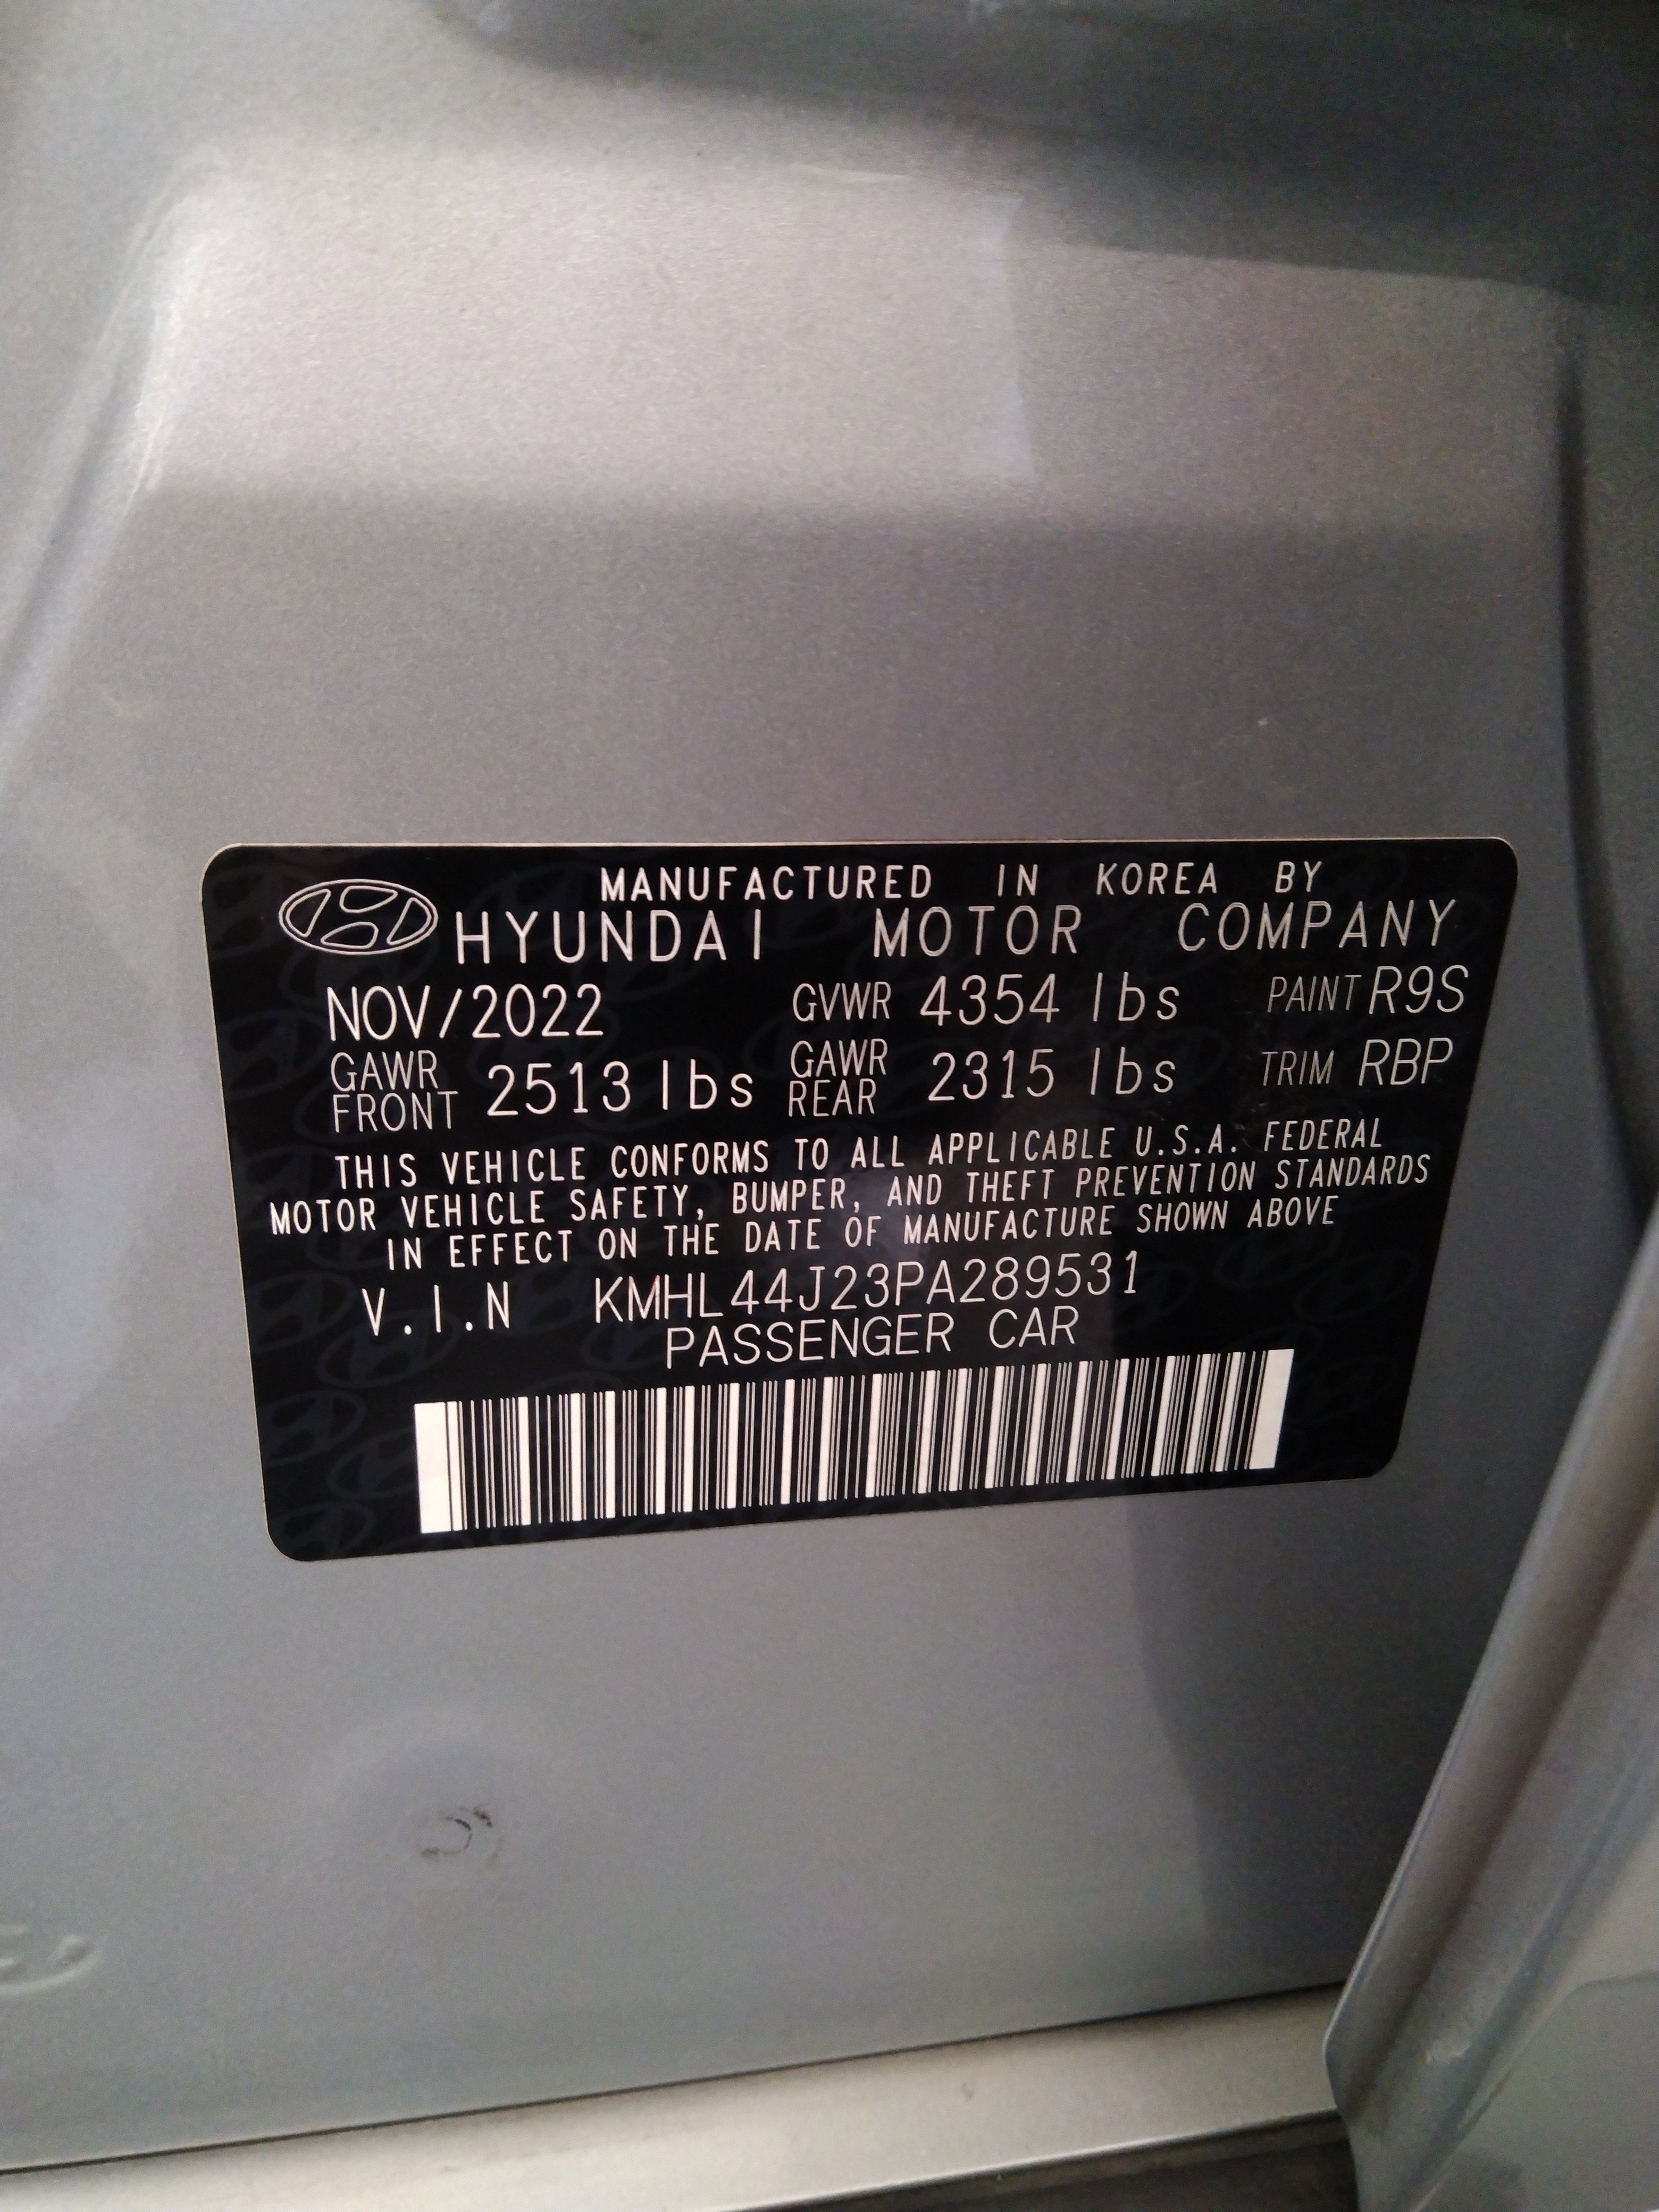 MANUFACTURED IN KOREA BY
HYUNDAI MOTOR COMPANY
NOV/2022 GVWR 4354 lbs PAINT R9S
GAWR FRONT 2513 lbs GAWR REAR 2315 lbs TRIM RBP
THIS VEHICLE CONFORMS TO ALL APPLICABLE U.S.A. FEDERAL
MOTOR VEHICLE SAFETY, BUMPER, AND THEFT PREVENTION STANDARDS
IN EFFECT ON THE DATE OF MANUFACTURE SHOWN ABOVE
V.I.N KMHL44J23PA289531
PASSENGER CAR